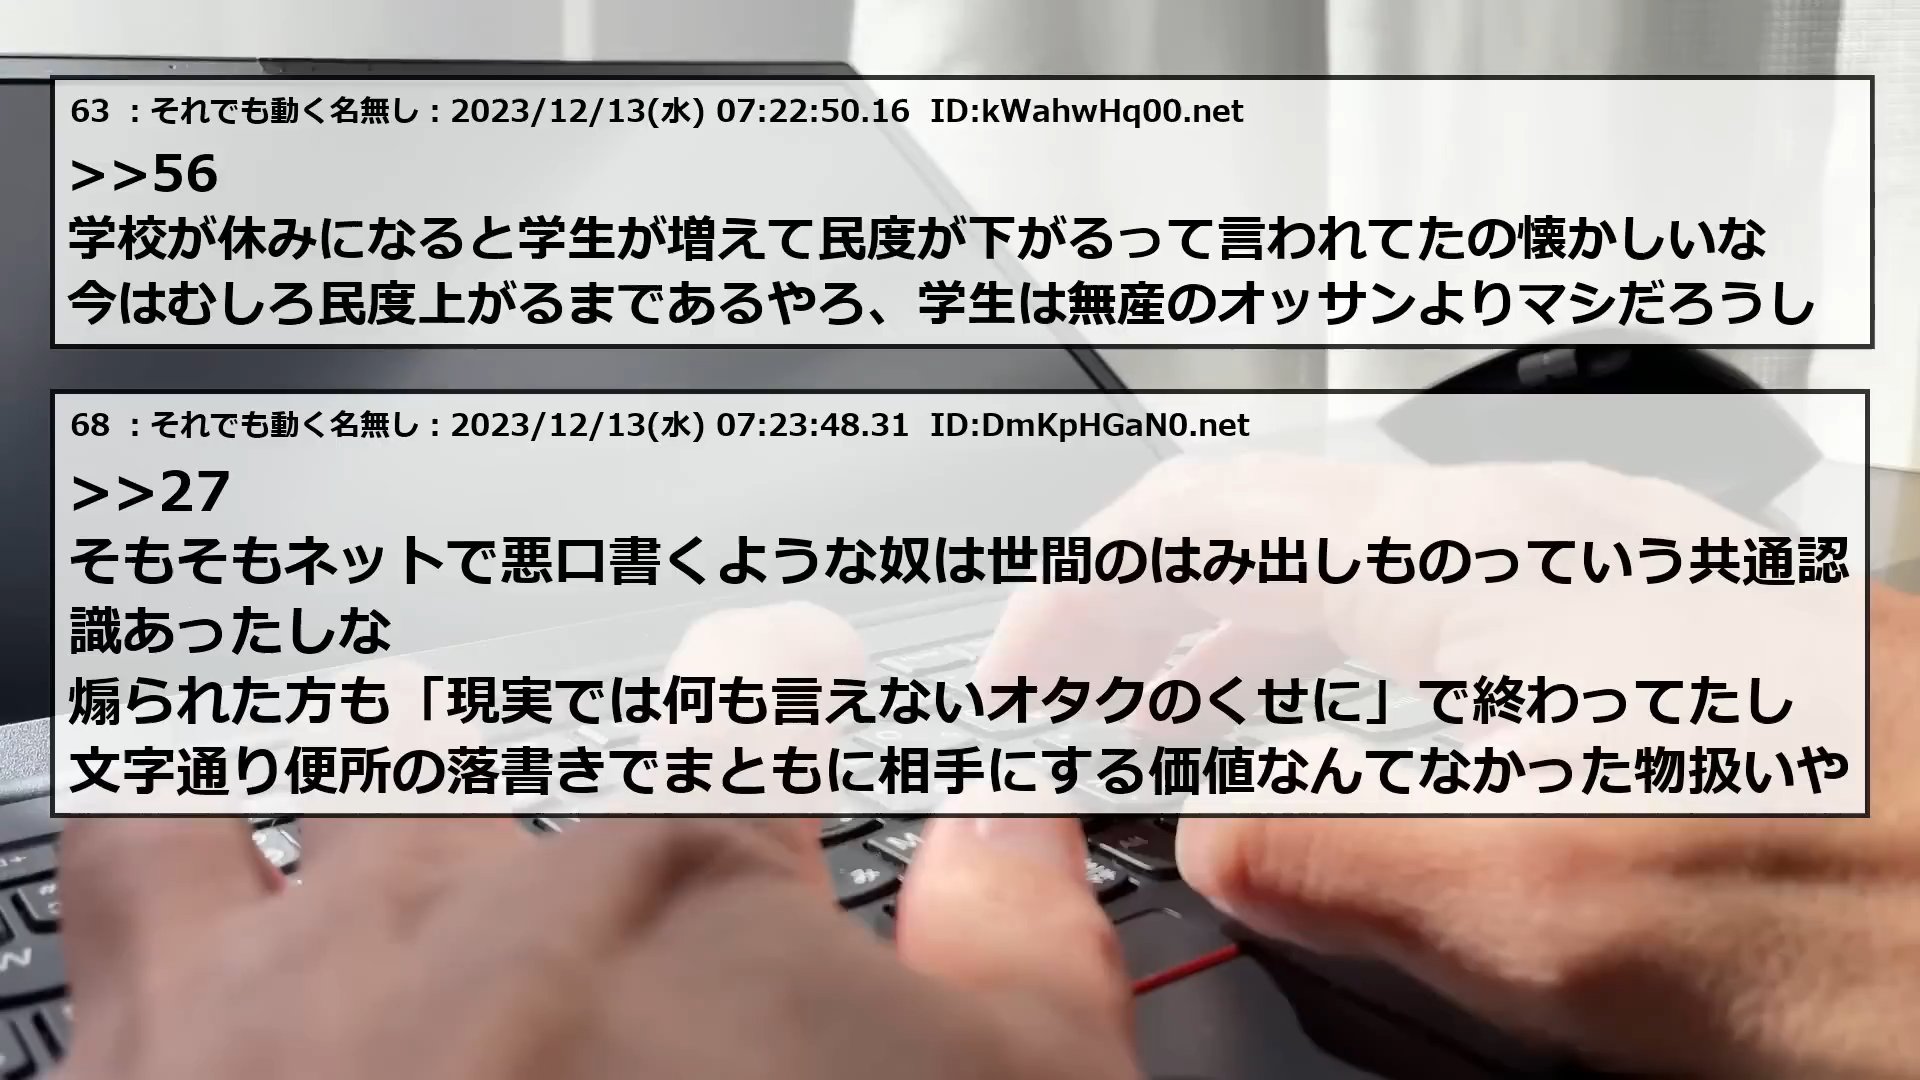 63 ：それでも動く名無し：2023/12/13(水) 07:22:50.16 ID:kWahwHq00.net
>>56
学校が休みになると学生が増えて民度が下がるって言われてたの懐かしいな
今はむしろ民度上がるまであるやろ、学生は無産のオッサンよりマシだろうし
68 ：それでも動く名無し：2023/12/13(水) 07:23:48.31 ID:DmKpHGaN0.net
>>27
そもそもネットで悪口書くような奴は世間のはみ出しものっていう共通認
識あったしな
煽られた方も「現実では何も言えないオタクのくせに」で終わってたし
文字通り便所の落書きでまともに相手にする価値なんてなかった物扱いや